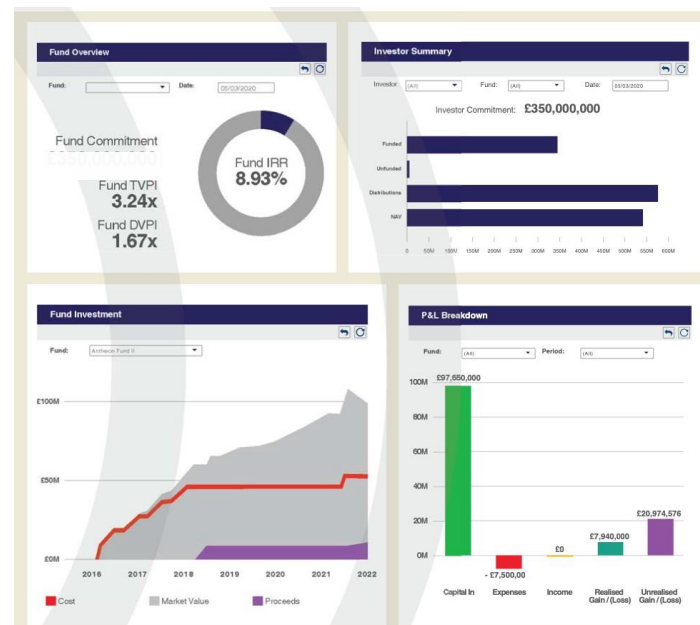 Fund Overview
Fund:
Date:
05/03/2020
Fund Commitment
£350,000,000
Fund TVPI
3.24x
Fund DVPI
1.67x
Fund IRR
8.93%
Investor Summary
Investor:
(All)
Fund:
(All)
Date:
05/03/2020
Investor Commitment: £350,000,000
Funded
Unfunded
Distributions
NAV
0 50M 100M 150M 200M 250M 300M 350M 400M 450M 500M 550M 600M
Fund Investment
Fund:
£100M
£50M
£0M
2016 2017 2018 2019 2020 2021 2022
Cost Market Value Proceeds
P&L Breakdown
Fund:
(All)
Period:
(All)
100M
80M
60M
40M
20M
0M
£97,650,000
- £7,500,00
£0
£7,940,000
£20,974,576
Capital In Expenses Income Realised Unrealised
Gain / (Loss) Gain / (Loss)